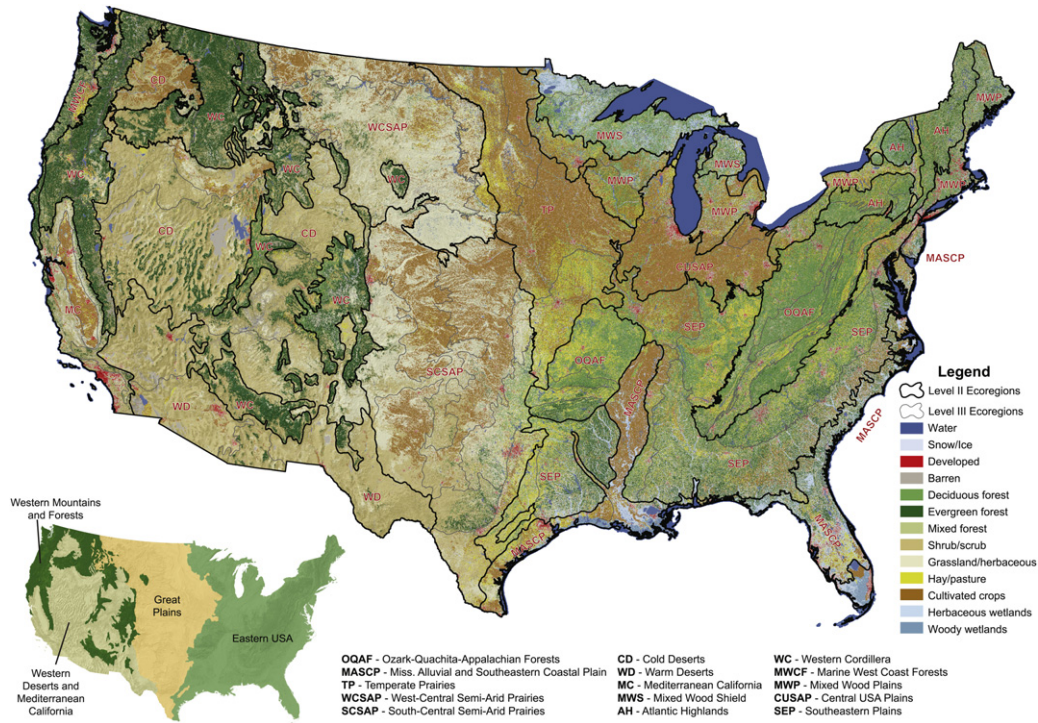 CD
MWCF
WC
WCSAP
MWS
MWP
AH
MWP
AH
WC
WC
WC
MWS
MWP
MWP
MWP
AH
CD
WC
CD
TP
CUSAP
MASCP
MC
WC
SEP
OQAF
SEP
OQAF
SCSAP
MASCP
WD
WC
SEP
SEP
MASCP
WD
MASCP
MASCP
Legend
Level II Ecoregions
Level III Ecoregions
Water
Snow/Ice
Developed
Barren
Deciduous forest
Evergreen forest
Mixed forest
Shrub/scrub
Grassland/herbaceous
Hay/pasture
Cultivated crops
Herbaceous wetlands
Woody wetlands
Western Mountains
and Forests
Great
Plains
Eastern USA
Western
Deserts and
Mediterranean
California
OQAF - Ozark-Quachita-Appalachian Forests
MASCP - Miss. Alluvial and Southeastern Coastal Plain
TP - Temperate Prairies
WCSAP - West-Central Semi-Arid Prairies
SCSAP - South-Central Semi-Arid Prairies
CD - Cold Deserts
WD - Warm Deserts
MC - Mediterranean California
MWS - Mixed Wood Shield
AH - Atlantic Highlands
WC - Western Cordillera
MWCF - Marine West Coast Forests
MWP - Mixed Wood Plains
CUSAP - Central USA Plains
SEP - Southeastern Plains